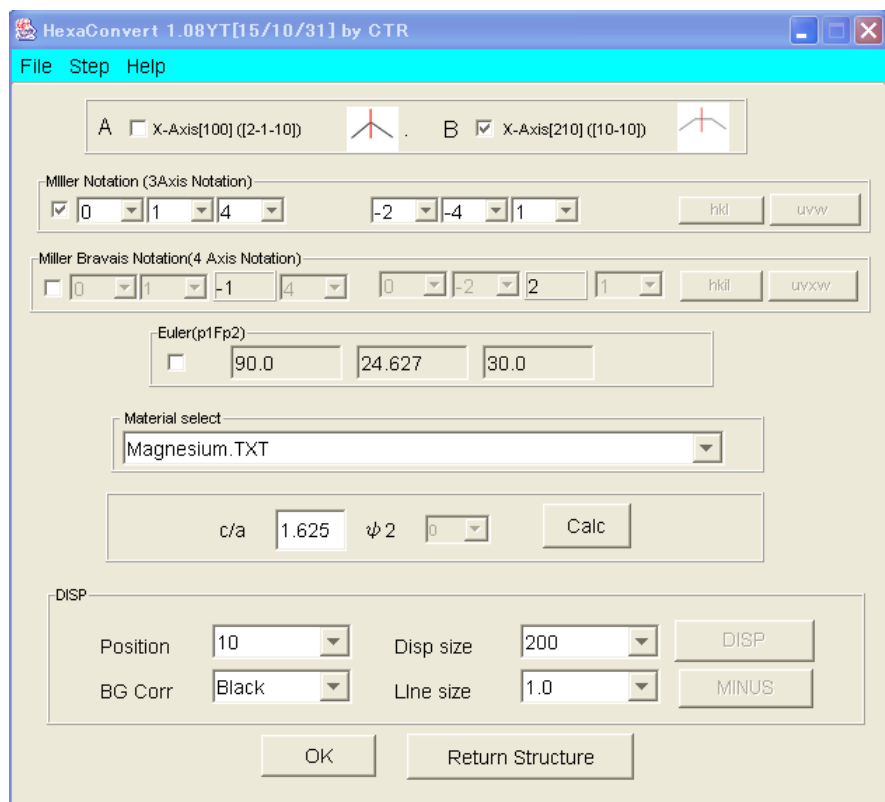 HexaConvert 1.08YT[15/10/31] by CTR
File Step Help
A X-Axis[100] ([2-1-10]) . B X-Axis[210] ([10-10])
Miller Notation (3Axis Notation)
0 1 4 -2 -4 1 hkl uvw
Miller Bravais Notation(4 Axis Notation)
0 1 -1 4 0 -2 2 1 hkil uvxw
Euler(p1Fp2)
90.0 24.627 30.0
Material select
Magnesium.TXT
c/a 1.625 ψ2 0 Calc
DISP
Position 10 Disp size 200 DISP
BG Corr Black LIne size 1.0 MINUS
OK Return Structure